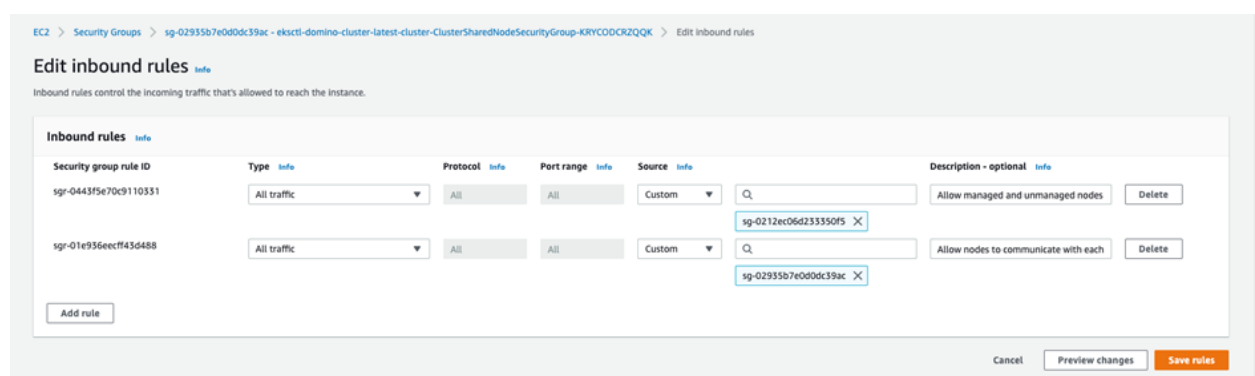 EC2 > Security Groups > sg-02935b7e0d0dc39ac - eksctl-domino-cluster-latest-cluster-ClusterSharedNodeSecurityGroup-KRYCODCRZQQK > Edit inbound rules
Edit inbound rules Info
Inbound rules control the incoming traffic that's allowed to reach the instance.
Inbound rules Info
Security group rule ID Type Info Protocol Info Port range Info Source Info Description - optional Info
sgr-0443f5e70c9110331 All traffic All All Custom Allow managed and unmanaged nodes Delete
sg-0212ec06d233350f5
sgr-01e936eecff43d488 All traffic All All Custom Allow nodes to communicate with each Delete
sg-02935b7e0d0dc39ac
Add rule
Cancel Preview changes Save rules